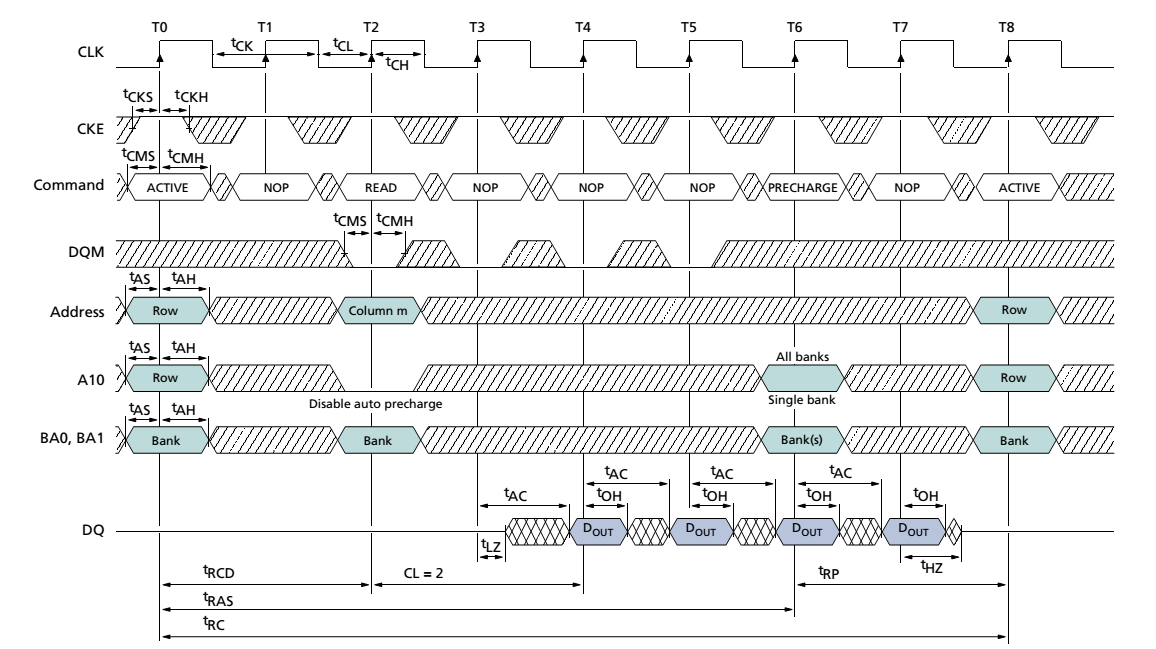 T0 T1 T2 T3 T4 T5 T6 T7 T8
CLK
tCK tCL tCH
tCKS tCKH
CKE
tCMS tCMH
Command ACTIVE NOP READ NOP NOP NOP PRECHARGE NOP ACTIVE
tCMS tCMH
DQM
tAS tAH
Address Row Column m Row
tAS tAH
All banks
A10 Row Row
Disable auto precharge Single bank
tAS tAH
BA0, BA1 Bank Bank Bank(s) Bank
tAC tAC tAC
tAC tOH tOH tOH tOH
DQ DOUT DOUT DOUT DOUT
tLZ tHZ
tRCD CL = 2 tRP
tRAS
tRC